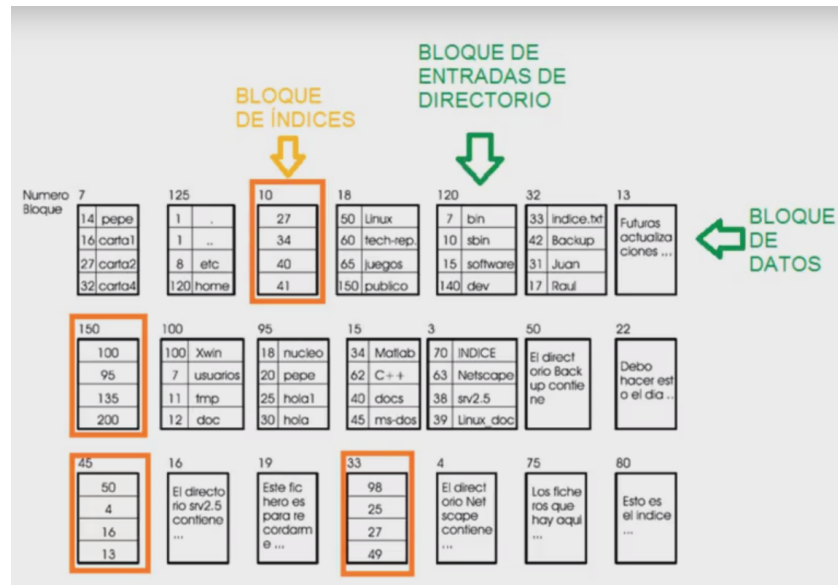 BLOQUE DE
ENTRADAS DE
DIRECTORIO
BLOQUE
DE ÍNDICES
Numero
Bloque
7
14 pepe
16 carta1
27 carta2
32 carta4
125
1 .
1 ..
8 etc
120 home
10
27
34
40
41
18
50 Linux
60 tech-rep.
65 juegos
150 publico
120
7 bin
10 sbin
15 software
140 dev
32
33 indice.txt
42 Backup
31 Juan
17 Raul
13
Futuras
actualiza
ciones ...
BLOQUE
DE
DATOS
150
100
95
135
200
100
100 Xwin
7 usuarios
11 tmp
12 doc
95
18 nucleo
20 pepe
25 hola1
30 hola
15
34 Matlab
62 C++
40 docs
45 ms-dos
3
70 INDICE
63 Netscape
38 srv2.5
39 Linux_doc
50
El direct
orio Back
up contie
ne
22
Debo
hacer est
o el dia ..
45
50
4
16
13
16
El directo
rio srv2.5
contiene
...
19
Este fic
hero es
para re
cordarm
e ...
33
98
25
27
49
4
El direct
orio Net
scape
contiene
...
75
Los fiche
ros que
hay aqui
...
80
Esto es
el indice
...